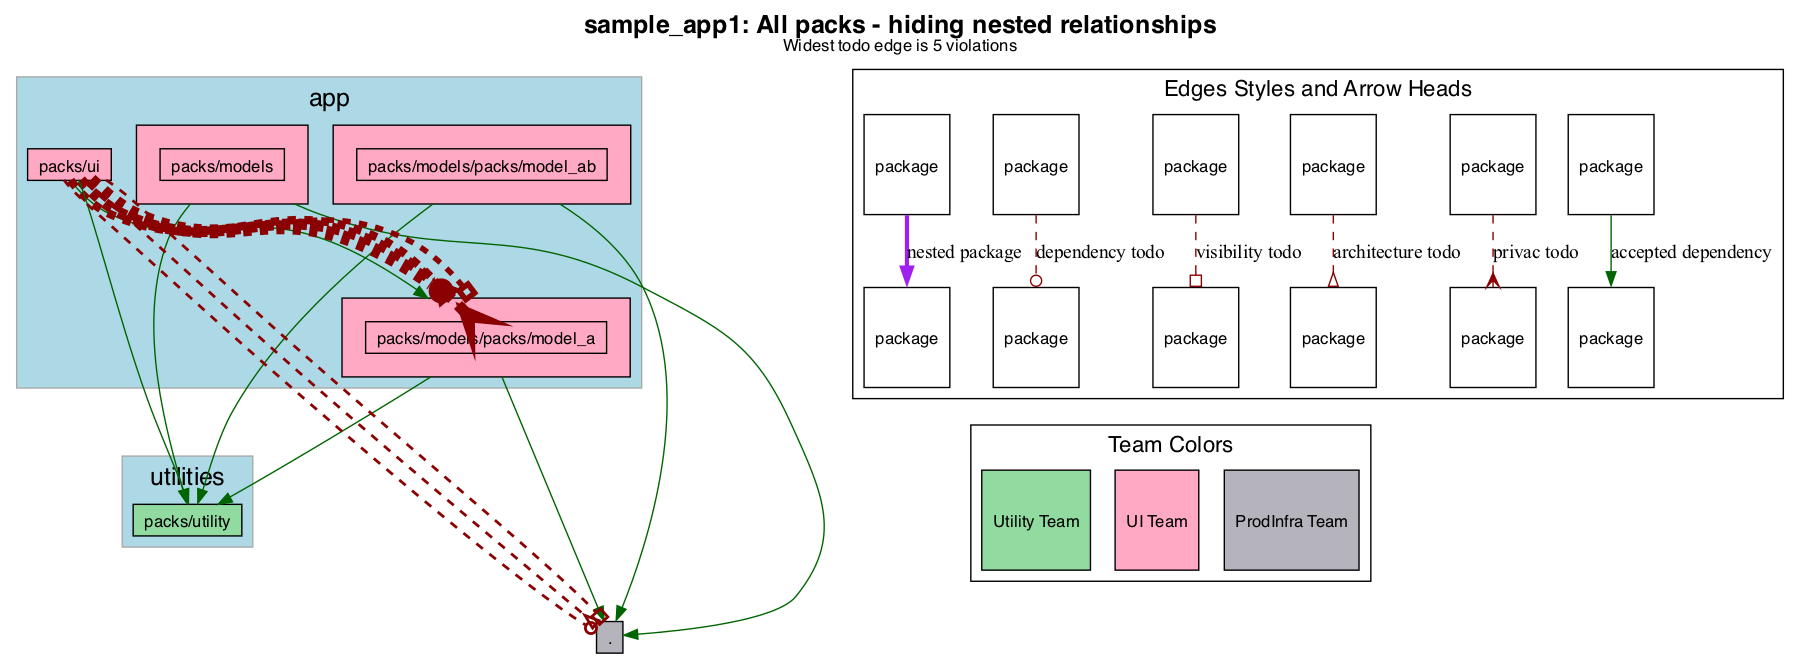 sample_app1: All packs - hiding nested relationships
Widest todo edge is 5 violations
app
packs/ui
packs/models
packs/models/packs/model_ab
packs/models/packs/model_a
utilities
packs/utility
.
Edges Styles and Arrow Heads
package
package
package
package
package
package
nested package
dependency todo
visibility todo
architecture todo
privac todo
accepted dependency
package
package
package
package
package
package
Team Colors
Utility Team
UI Team
ProdInfra Team